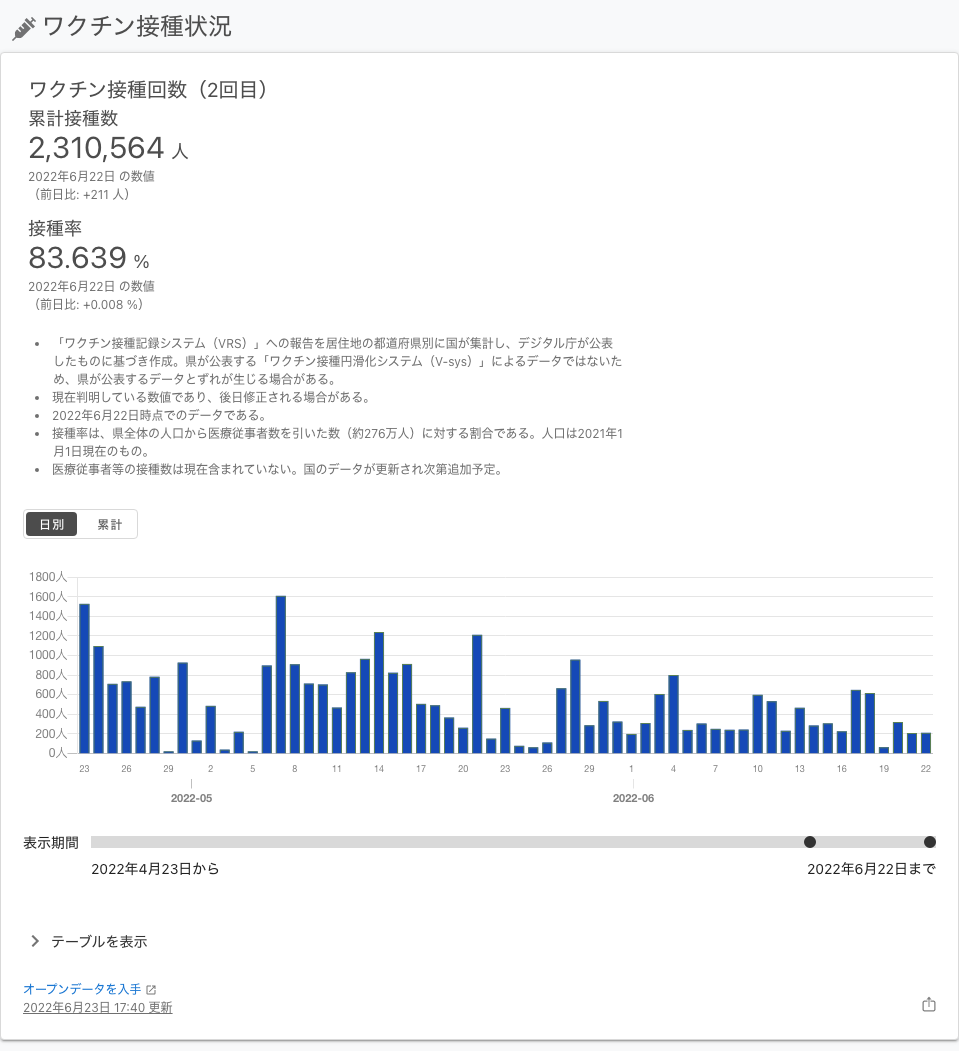 ワクチン接種状況
ワクチン接種回数（2回目）
累計接種数
2,310,564 人
2022年6月22日 の数値
（前日比: +211 人）
接種率
83.639 %
2022年6月22日 の数値
（前日比: +0.008 %）
• 「ワクチン接種記録システム（VRS）」への報告を居住地の都道府県別に国が集計し、デジタル庁が公表
したものに基づき作成。県が公表する「ワクチン接種円滑化システム（V-sys）」によるデータではないた
め、県が公表するデータとずれが生じる場合がある。
• 現在判明している数値であり、後日修正される場合がある。
• 2022年6月22日時点でのデータである。
• 接種率は、県全体の人口から医療従事者数を引いた数（約276万人）に対する割合である。人口は2021年1
月1日現在のもの。
• 医療従事者等の接種数は現在含まれていない。国のデータが更新され次第追加予定。
日別 累計
1800人
1600人
1400人
1200人
1000人
800人
600人
400人
200人
0人
23 26 29 2 5 8 11 14 17 20 23 26 29 1 4 7 10 13 16 19 22
2022-05 2022-06
表示期間
2022年4月23日から 2022年6月22日まで
テーブルを表示
オープンデータを入手
2022年6月23日 17:40 更新